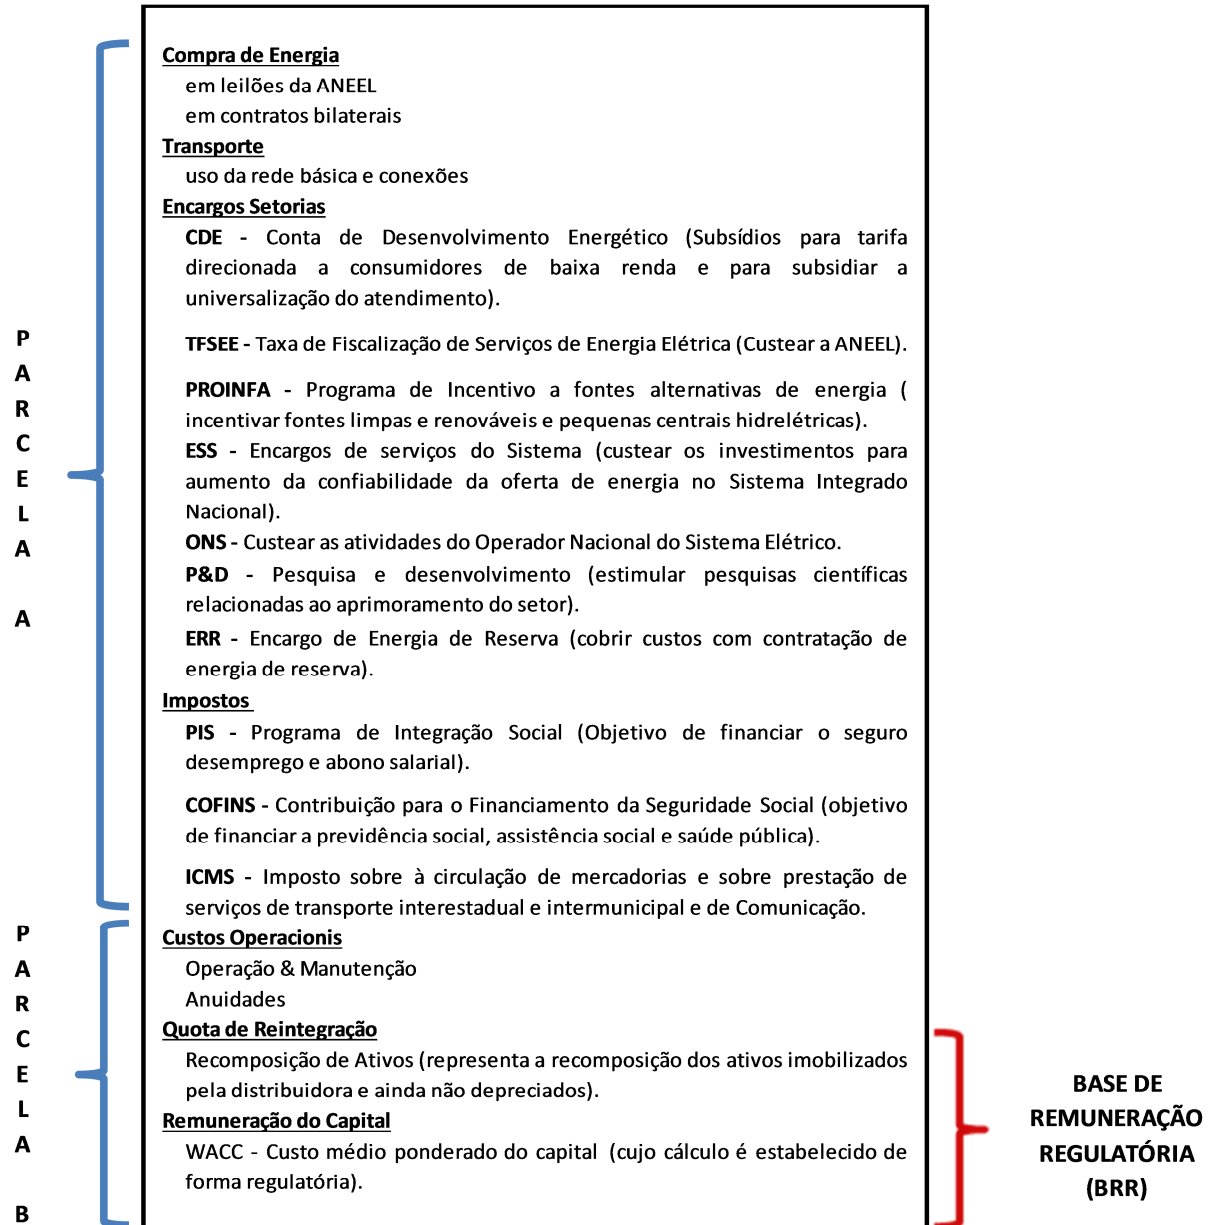 Compra de Energia
em leilões da ANEEL
em contratos bilaterais
Transporte
uso da rede básica e conexões
Encargos Setorias
CDE - Conta de Desenvolvimento Energético (Subsídios para tarifa
direcionada a consumidores de baixa renda e para subsidiar a
universalização do atendimento).
TFSEE - Taxa de Fiscalização de Serviços de Energia Elétrica (Custear a ANEEL).
PROINFA - Programa de Incentivo a fontes alternativas de energia (
incentivar fontes limpas e renováveis e pequenas centrais hidrelétricas).
ESS - Encargos de serviços do Sistema (custear os investimentos para
aumento da confiabilidade da oferta de energia no Sistema Integrado
Nacional).
ONS - Custear as atividades do Operador Nacional do Sistema Elétrico.
P&D - Pesquisa e desenvolvimento (estimular pesquisas científicas
relacionadas ao aprimoramento do setor).
ERR - Encargo de Energia de Reserva (cobrir custos com contratação de
energia de reserva).
Impostos
PIS - Programa de Integração Social (Objetivo de financiar o seguro
desemprego e abono salarial).
COFINS - Contribuição para o Financiamento da Seguridade Social (objetivo
de financiar a previdência social, assistência social e saúde pública).
ICMS - Imposto sobre à circulação de mercadorias e sobre prestação de
serviços de transporte interestadual e intermunicipal e de Comunicação.
PARCELA A
Custos Operacionis
Operação & Manutenção
Anuidades
Quota de Reintegração
Recomposição de Ativos (representa a recomposição dos ativos imobilizados
pela distribuidora e ainda não depreciados).
Remuneração do Capital
WACC - Custo médio ponderado do capital (cujo cálculo é estabelecido de
forma regulatória).
PARCELA B
BASE DE
REMUNERAÇÃO
REGULATÓRIA
(BRR)